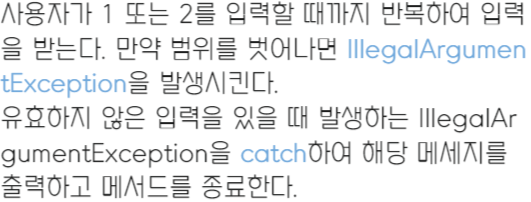 사용자가 1 또는 2를 입력할 때까지 반복하여 입력
을 받는다. 만약 범위를 벗어나면 IllegalArgumen
tException을 발생시킨다.
유효하지 않은 입력을 있을 때 발생하는 IllegalAr
gumentException을 catch하여 해당 메세지를
출력하고 메서드를 종료한다.